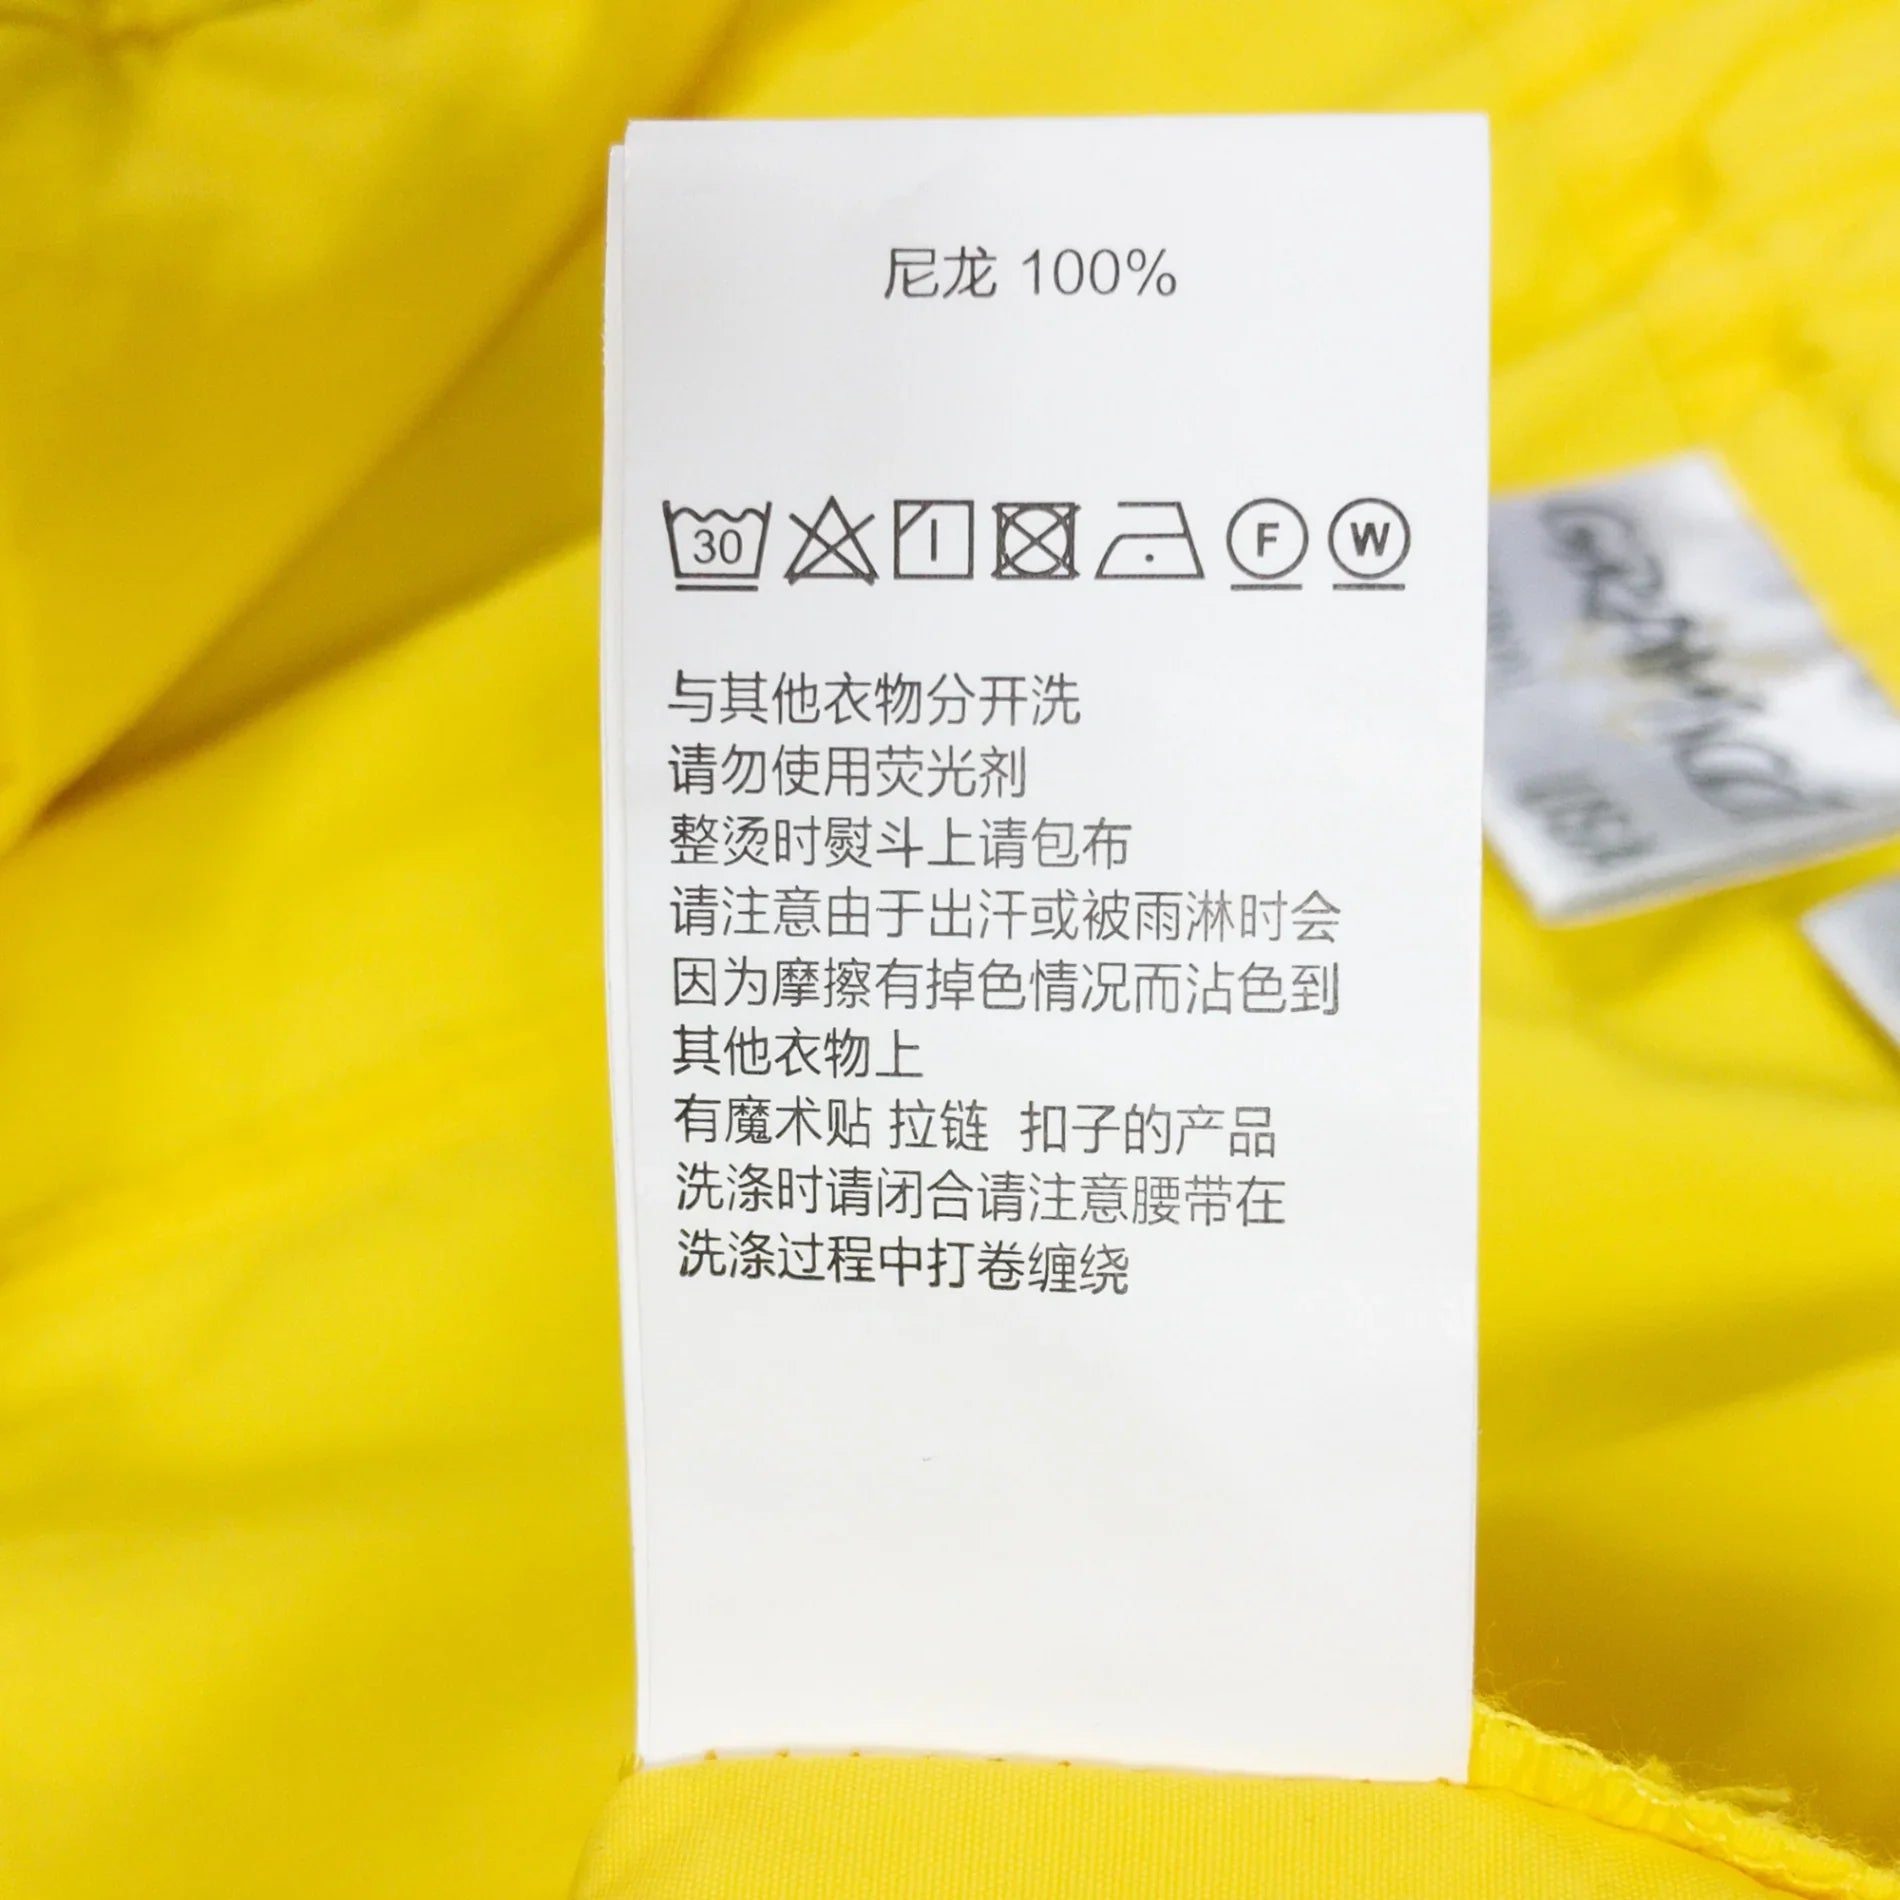 尼龙 100%
30
F W
与其他衣物分开洗
请勿使用荧光剂
整烫时熨斗上请包布
请注意由于出汗或被雨淋时会
因为摩擦有掉色情况而沾色到
其他衣物上
有魔术贴 拉链 扣子的产品
洗涤时请闭合请注意腰带在
洗涤过程中打卷缠绕